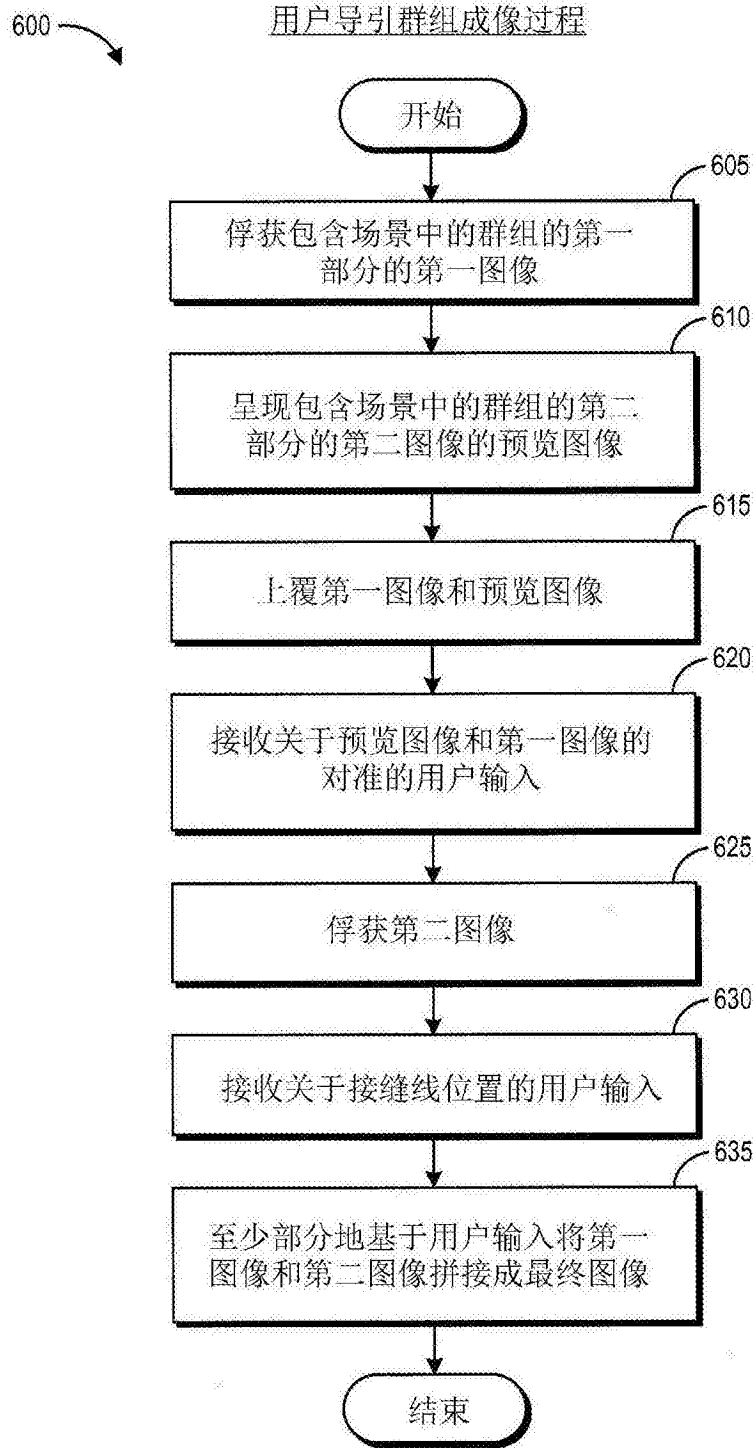 用户导引群组成像过程
600
开始
605
俘获包含场景中的群组的第一
部分的第一图像
610
呈现包含场景中的群组的第二
部分的第二图像的预览图像
615
上覆第一图像和预览图像
620
接收关于预览图像和第一图像的
对准的用户输入
625
俘获第二图像
630
接收关于接缝线位置的用户输入
635
至少部分地基于用户输入将第一
图像和第二图像拼接成最终图像
结束